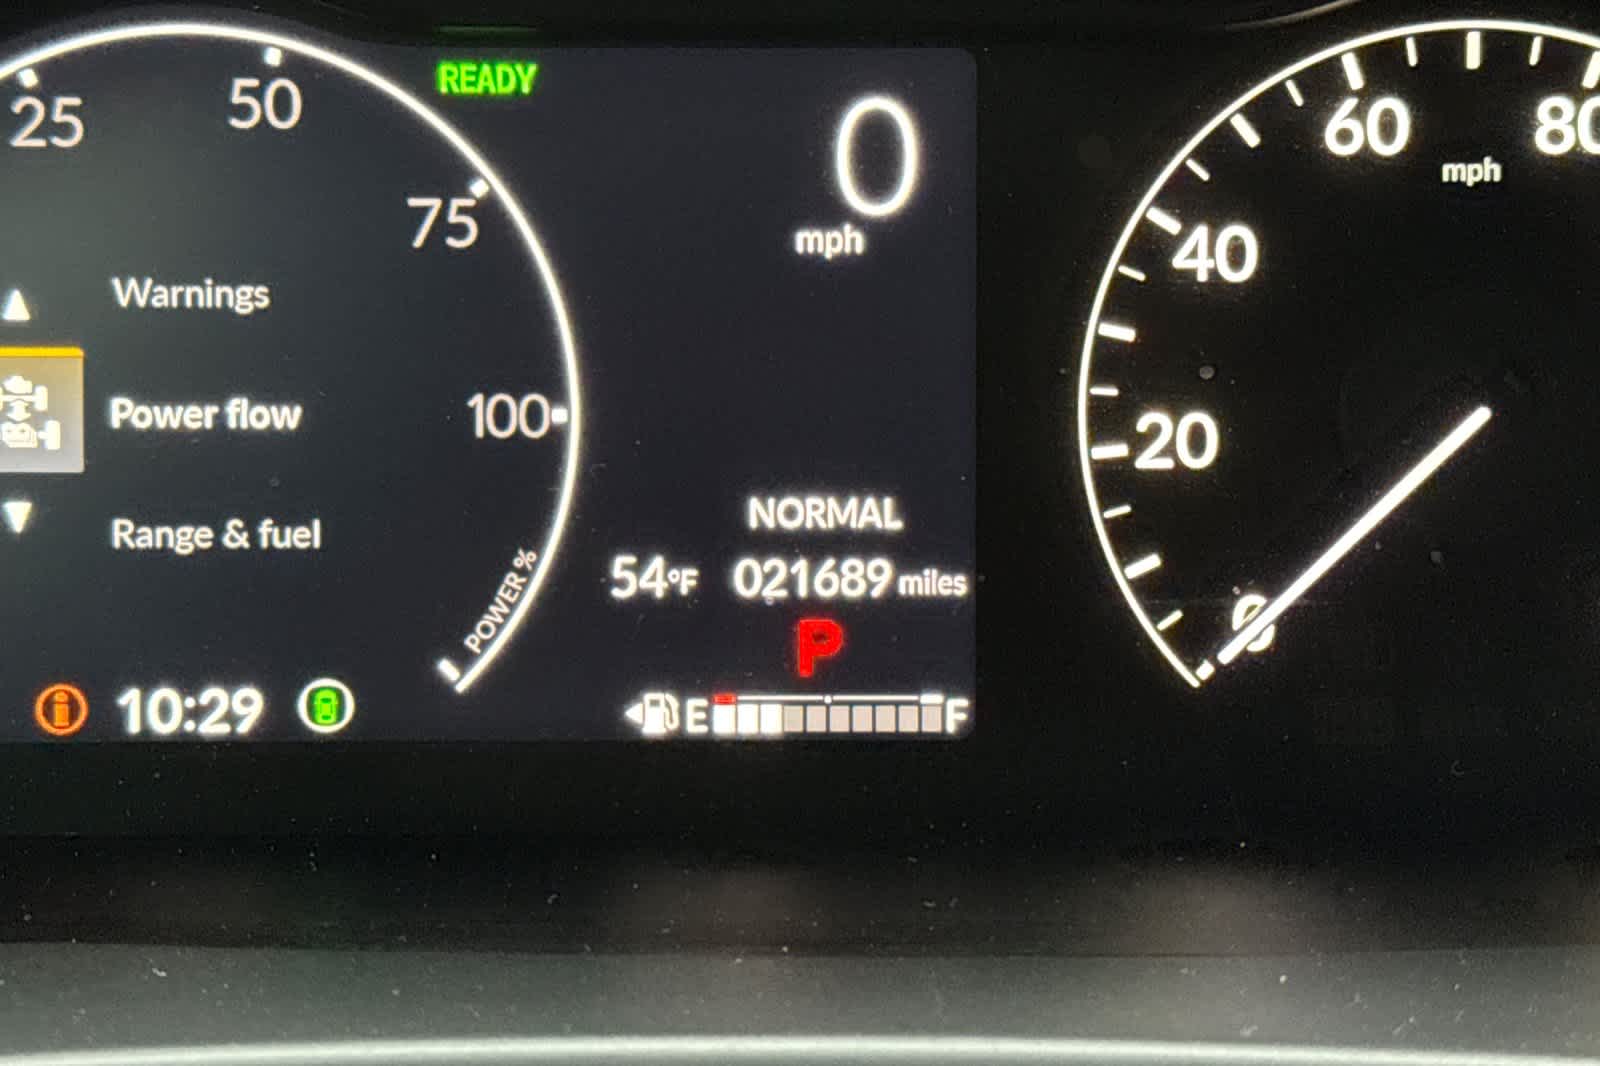 READY
25
50
75
100
POWER %
Warnings
Power flow
Range & fuel
10:29
0
mph
NORMAL
54°F 021689 miles
P
E F
0
20
40
60
80
mph